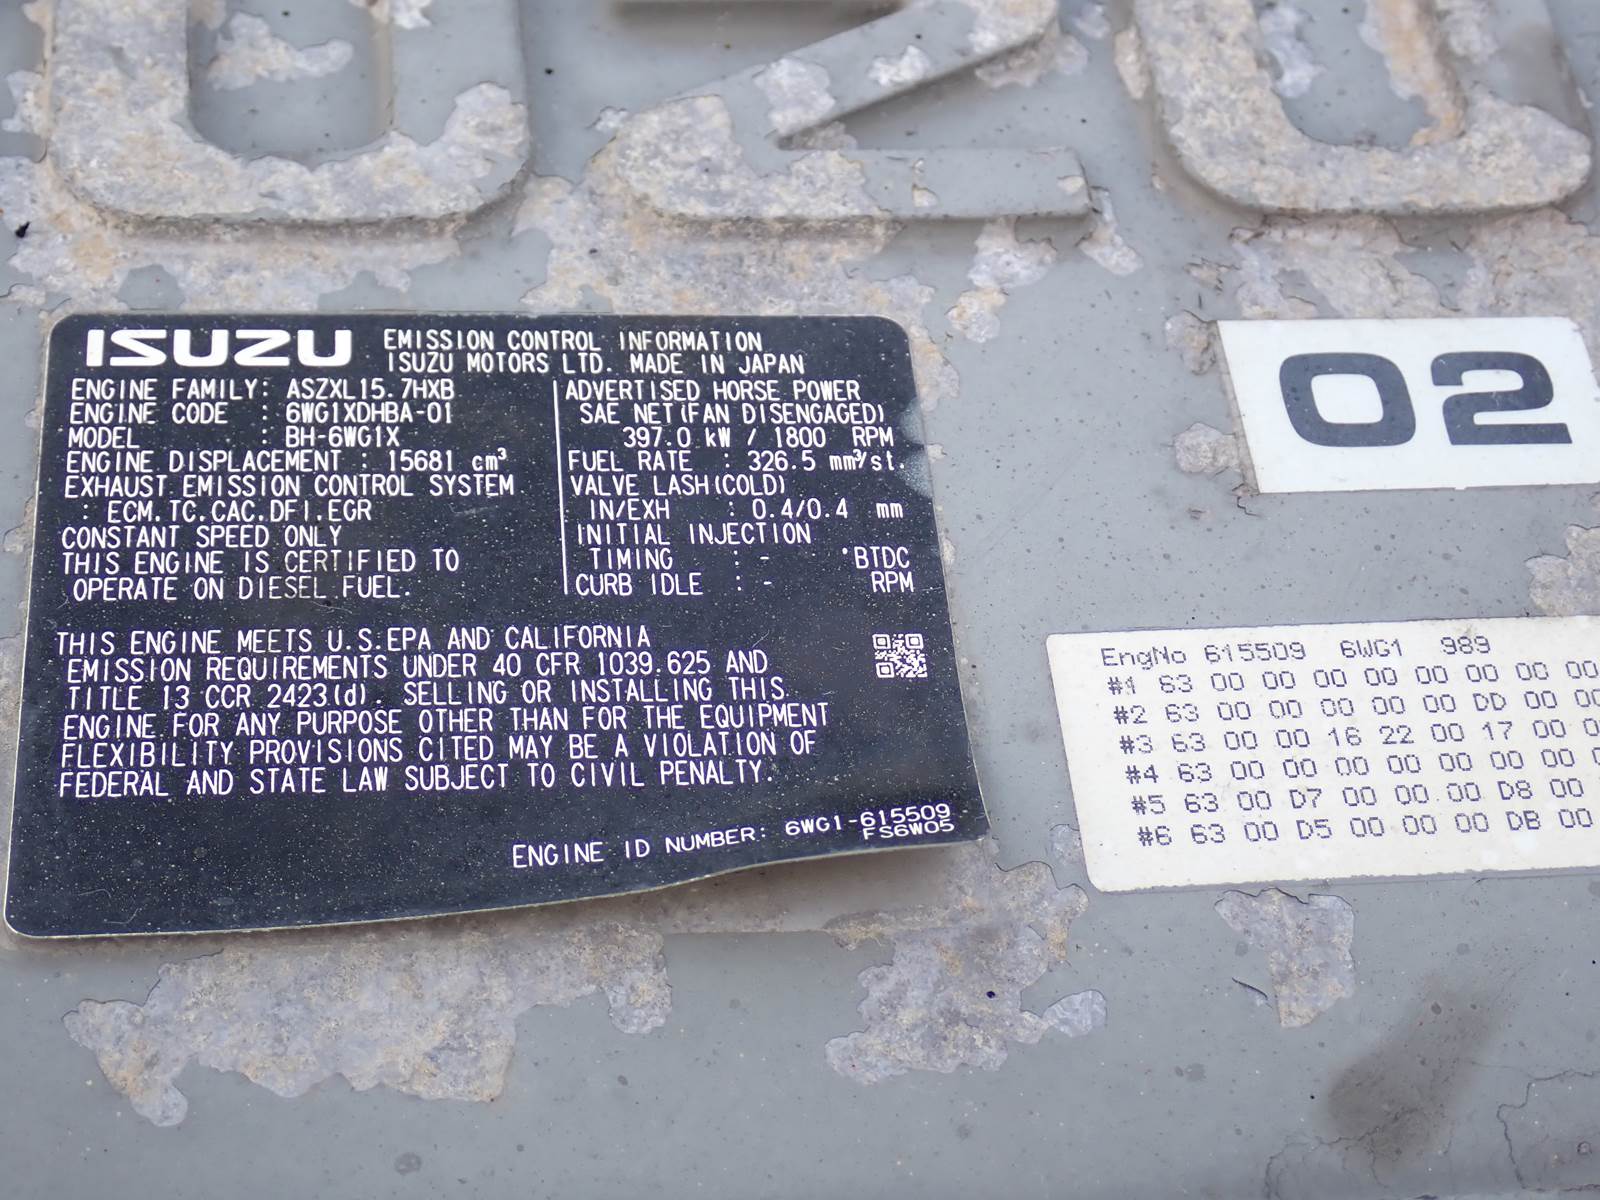 UZU
ISUZU EMISSION CONTROL INFORMATION
ISUZU MOTORS LTD. MADE IN JAPAN
ENGINE FAMILY: ASZXL15.7HXB
ENGINE CODE : 6WG1XDHBA-01
MODEL : BH-6WG1X
ENGINE DISPLACEMENT : 15681 cm³
EXHAUST EMISSION CONTROL SYSTEM
: ECM.TC.CAC.DFI.EGR
CONSTANT SPEED ONLY
THIS ENGINE IS CERTIFIED TO
OPERATE ON DIESEL FUEL.
ADVERTISED HORSE POWER
SAE NET(FAN DISENGAGED)
397.0 kW / 1800 RPM
FUEL RATE : 326.5 mm³/st.
VALVE LASH(COLD)
IN/EXH : 0.4/0.4 mm
INITIAL INJECTION
TIMING : - °BTDC
CURB IDLE : - RPM
THIS ENGINE MEETS U.S.EPA AND CALIFORNIA
EMISSION REQUIREMENTS UNDER 40 CFR 1039.625 AND
TITLE 13 CCR 2423(d). SELLING OR INSTALLING THIS
ENGINE FOR ANY PURPOSE OTHER THAN FOR THE EQUIPMENT
FLEXIBILITY PROVISIONS CITED MAY BE A VIOLATION OF
FEDERAL AND STATE LAW SUBJECT TO CIVIL PENALTY.
ENGINE ID NUMBER: 6WG1-615509
FS6W05
02
EngNo 615509 6WG1 989
#1 63 00 00 00 00 00 00 00
#2 63 00 00 00 00 00 DD 00 00
#3 63 00 00 16 22 00 17 00 0
#4 63 00 00 00 00 00 00 00
#5 63 00 D7 00 00 00 D8 00
#6 63 00 D5 00 00 00 DB 00